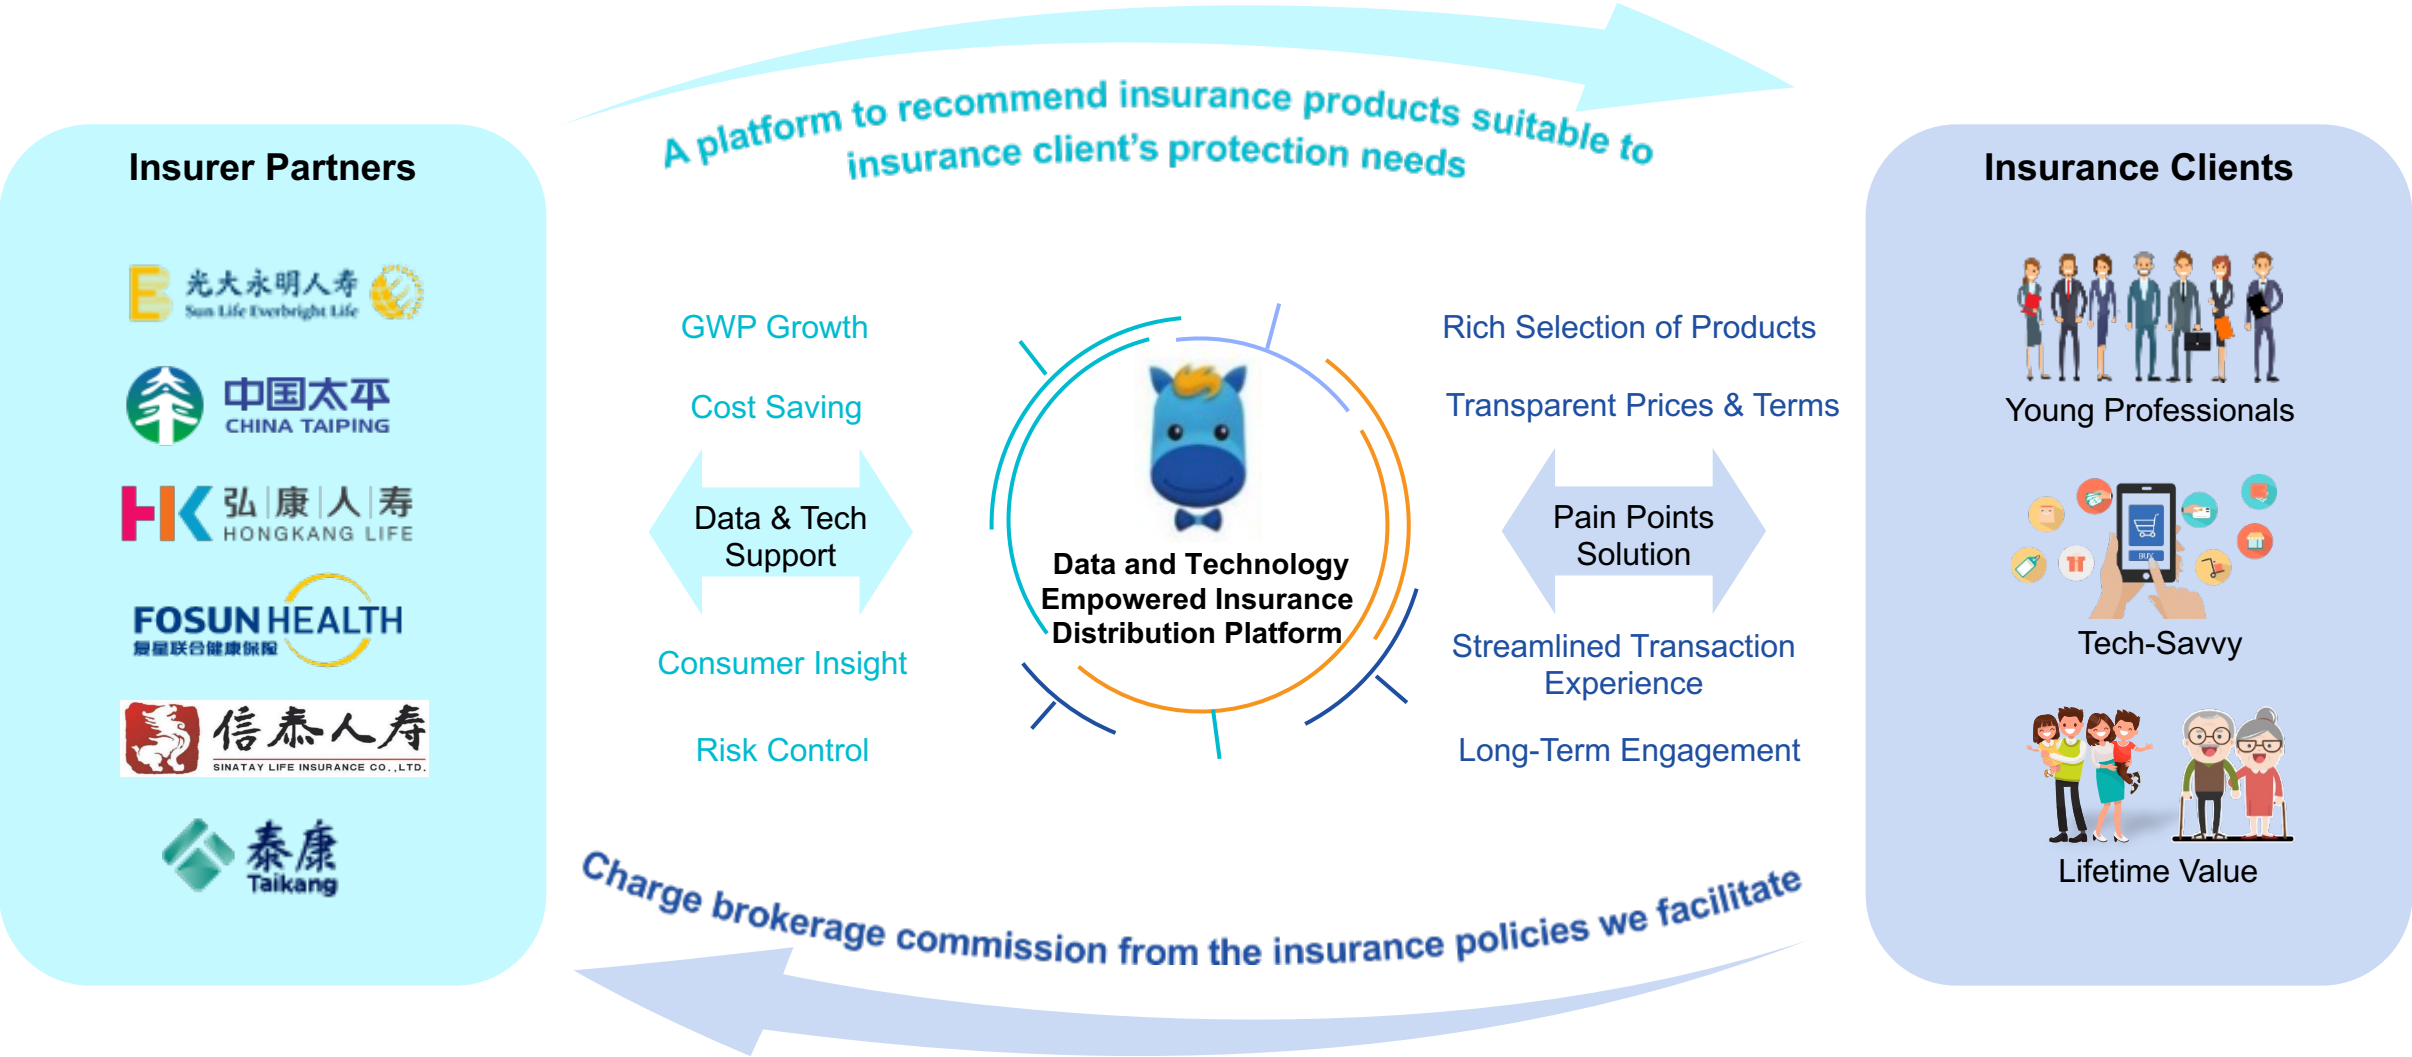 A platform to recommend insurance products suitable to
insurance client's protection needs
Insurer Partners
光大永明人寿
Sun Life Everbright Life
中国太平
CHINA TAIPING
HK 弘康人寿
HONGKANG LIFE
FOSUN HEALTH
复星联合健康保险
信泰人寿
SINATAY LIFE INSURANCE CO.,LTD.
泰康
Taikang
GWP Growth
Cost Saving
Data & Tech
Support
Consumer Insight
Risk Control
Data and Technology
Empowered Insurance
Distribution Platform
Rich Selection of Products
Transparent Prices & Terms
Pain Points
Solution
Streamlined Transaction
Experience
Long-Term Engagement
Insurance Clients
Young Professionals
BUY
Tech-Savvy
Lifetime Value
Charge brokerage commission from the insurance policies we facilitate